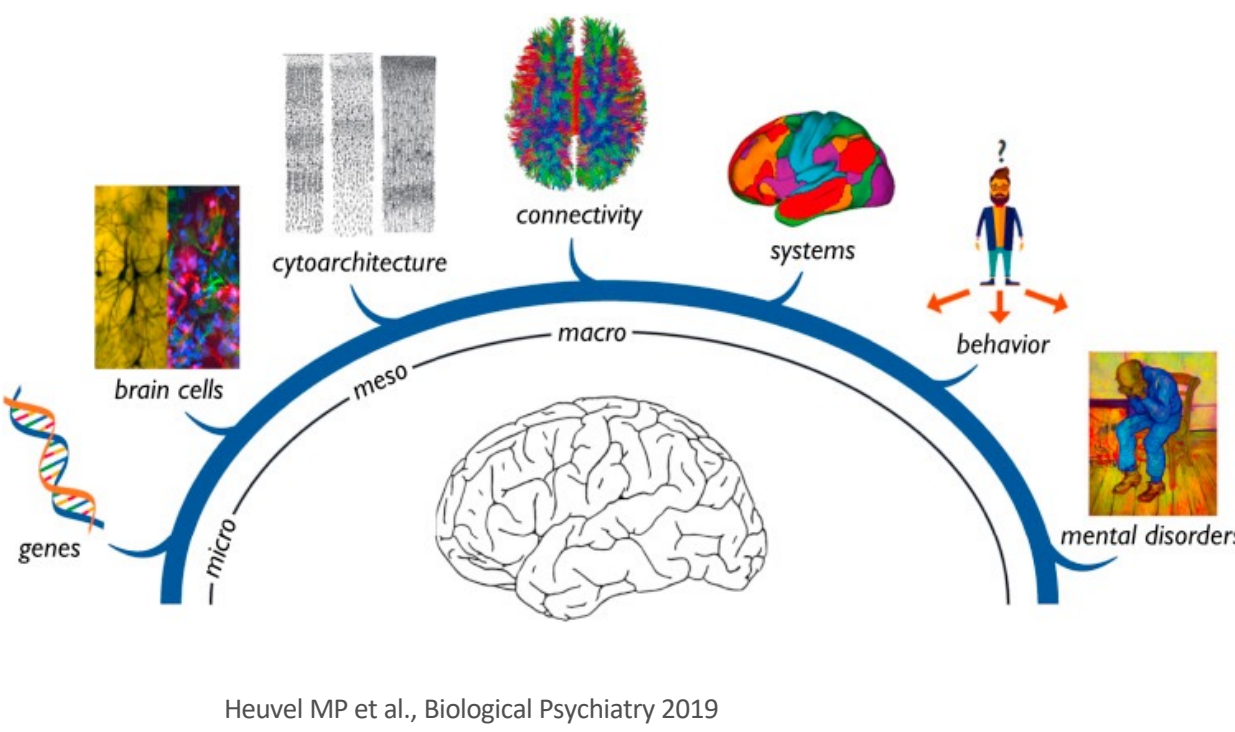 connectivity
cytoarchitecture
systems
?
behavior
brain cells
macro
meso
micro
genes
mental disorders
Heuvel MP et al., Biological Psychiatry 2019